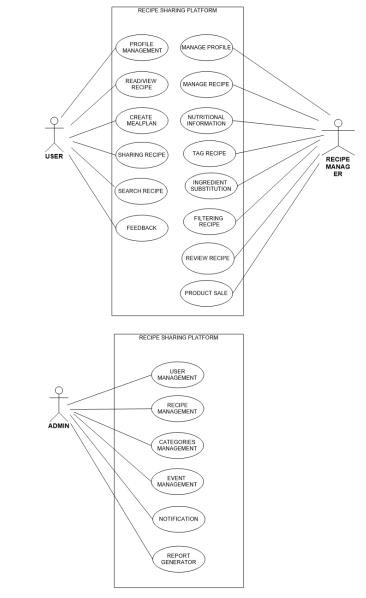 RECIPE SHARING PLATFORM
PROFILE
MANAGEMENT
MANAGE PROFILE
READ/VIEW
RECIPE
MANAGE RECIPE
CREATE
MEALPLAN
NUTRITIONAL
INFORMATION
USER
SHARING RECIPE
TAG RECIPE
RECIPE
MANAG
ER
SEARCH RECIPE
INGREDIENT
SUBSTITUTION
FEEDBACK
FILTERING
RECIPE
REVIEW RECIPE
PRODUCT SALE
RECIPE SHARING PLATFORM
USER
MANAGEMENT
ADMIN
RECIPE
MANAGEMENT
CATEGORIES
MANAGEMENT
EVENT
MANAGEMENT
NOTIFICATION
REPORT
GENERATOR